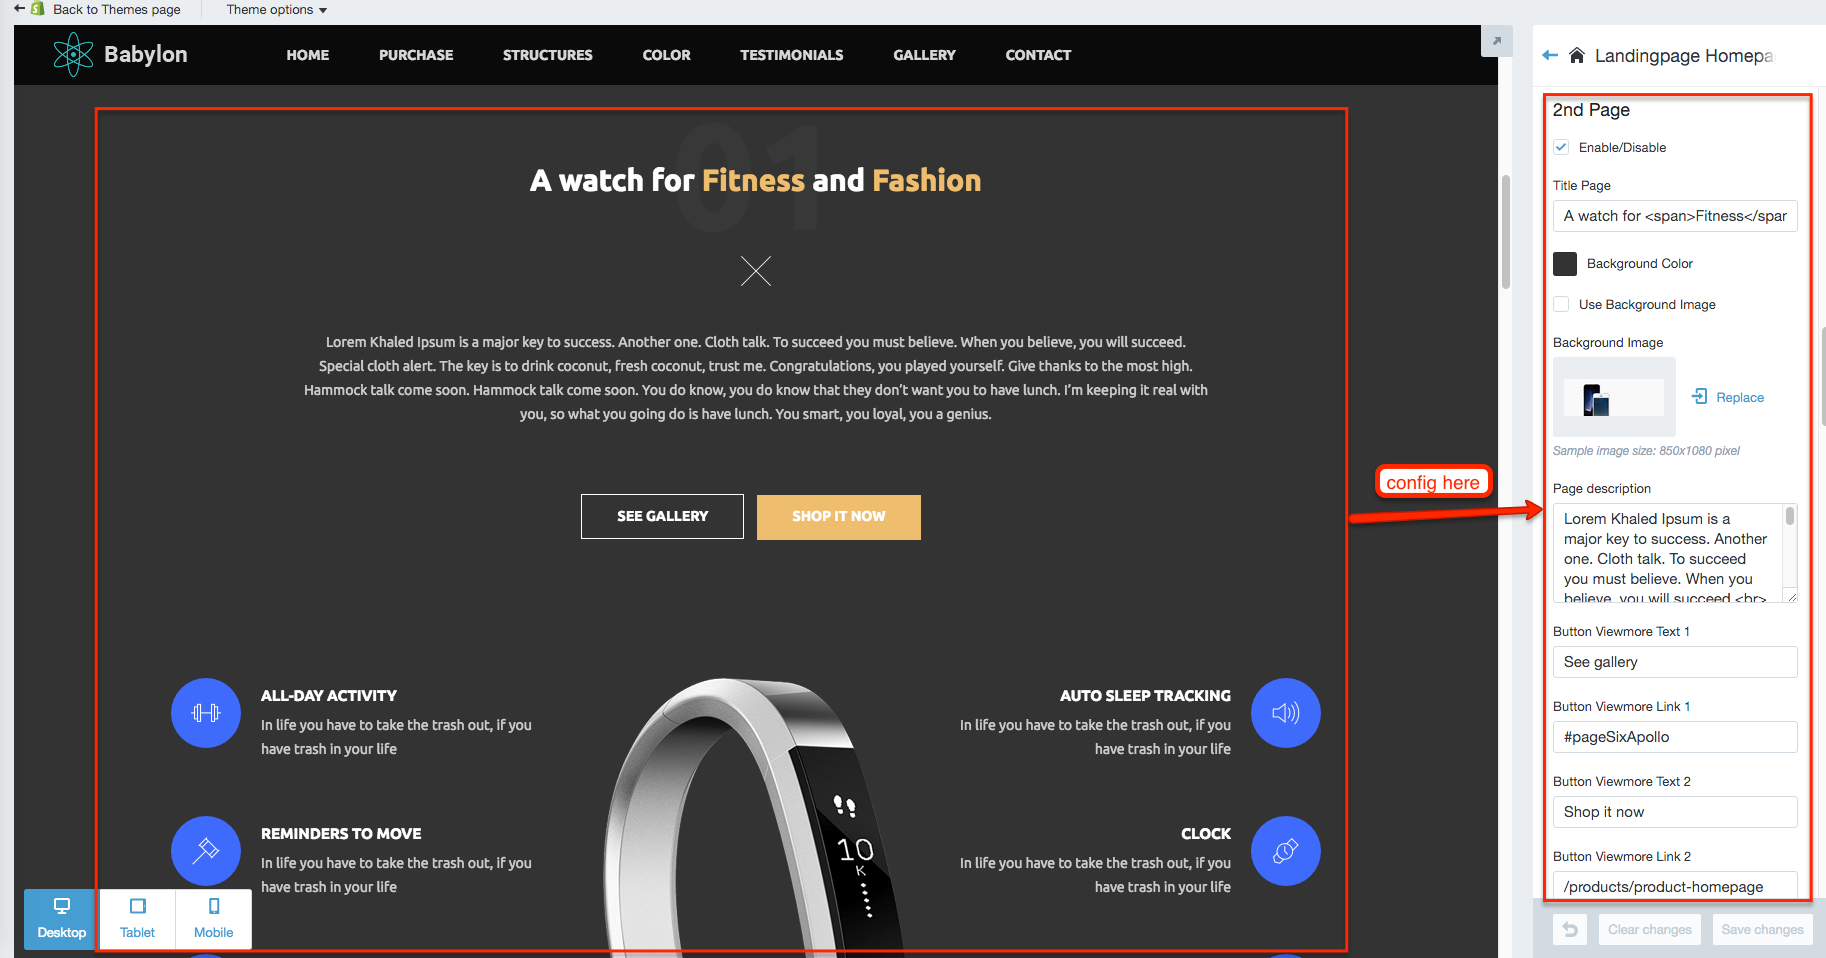 Back to Themes page
Theme options
Babylon
HOME PURCHASE STRUCTURES COLOR TESTIMONIALS GALLERY CONTACT
01
A watch for Fitness and Fashion
Lorem Khaled Ipsum is a major key to success. Another one. Cloth talk. To succeed you must believe. When you believe, you will succeed.
Special cloth alert. The key is to drink coconut, fresh coconut, trust me. Congratulations, you played yourself. Give thanks to the most high.
Hammock talk come soon. Hammock talk come soon. You do know, you do know that they don't want you to have lunch. I'm keeping it real with
you, so what you going do is have lunch. You smart, you loyal, you a genius.
SEE GALLERY
SHOP IT NOW
ALL-DAY ACTIVITY
In life you have to take the trash out, if you
have trash in your life
REMINDERS TO MOVE
In life you have to take the trash out, if you
have trash in your life
10
K
AUTO SLEEP TRACKING
In life you have to take the trash out, if you
have trash in your life
CLOCK
In life you have to take the trash out, if you
have trash in your life
Desktop
Tablet
Mobile
config here
Landingpage Homepa
2nd Page
Enable/Disable
Title Page
A watch for <span>Fitness</spar
Background Color
Use Background Image
Background Image
Replace
Sample image size: 850x1080 pixel
Page description
Lorem Khaled Ipsum is a
major key to success. Another
one. Cloth talk. To succeed
you must believe. When you
believe, you will succeed.<br>
Button Viewmore Text 1
See gallery
Button Viewmore Link 1
#pageSixApollo
Button Viewmore Text 2
Shop it now
Button Viewmore Link 2
/products/product-homepage
Clear changes
Save changes